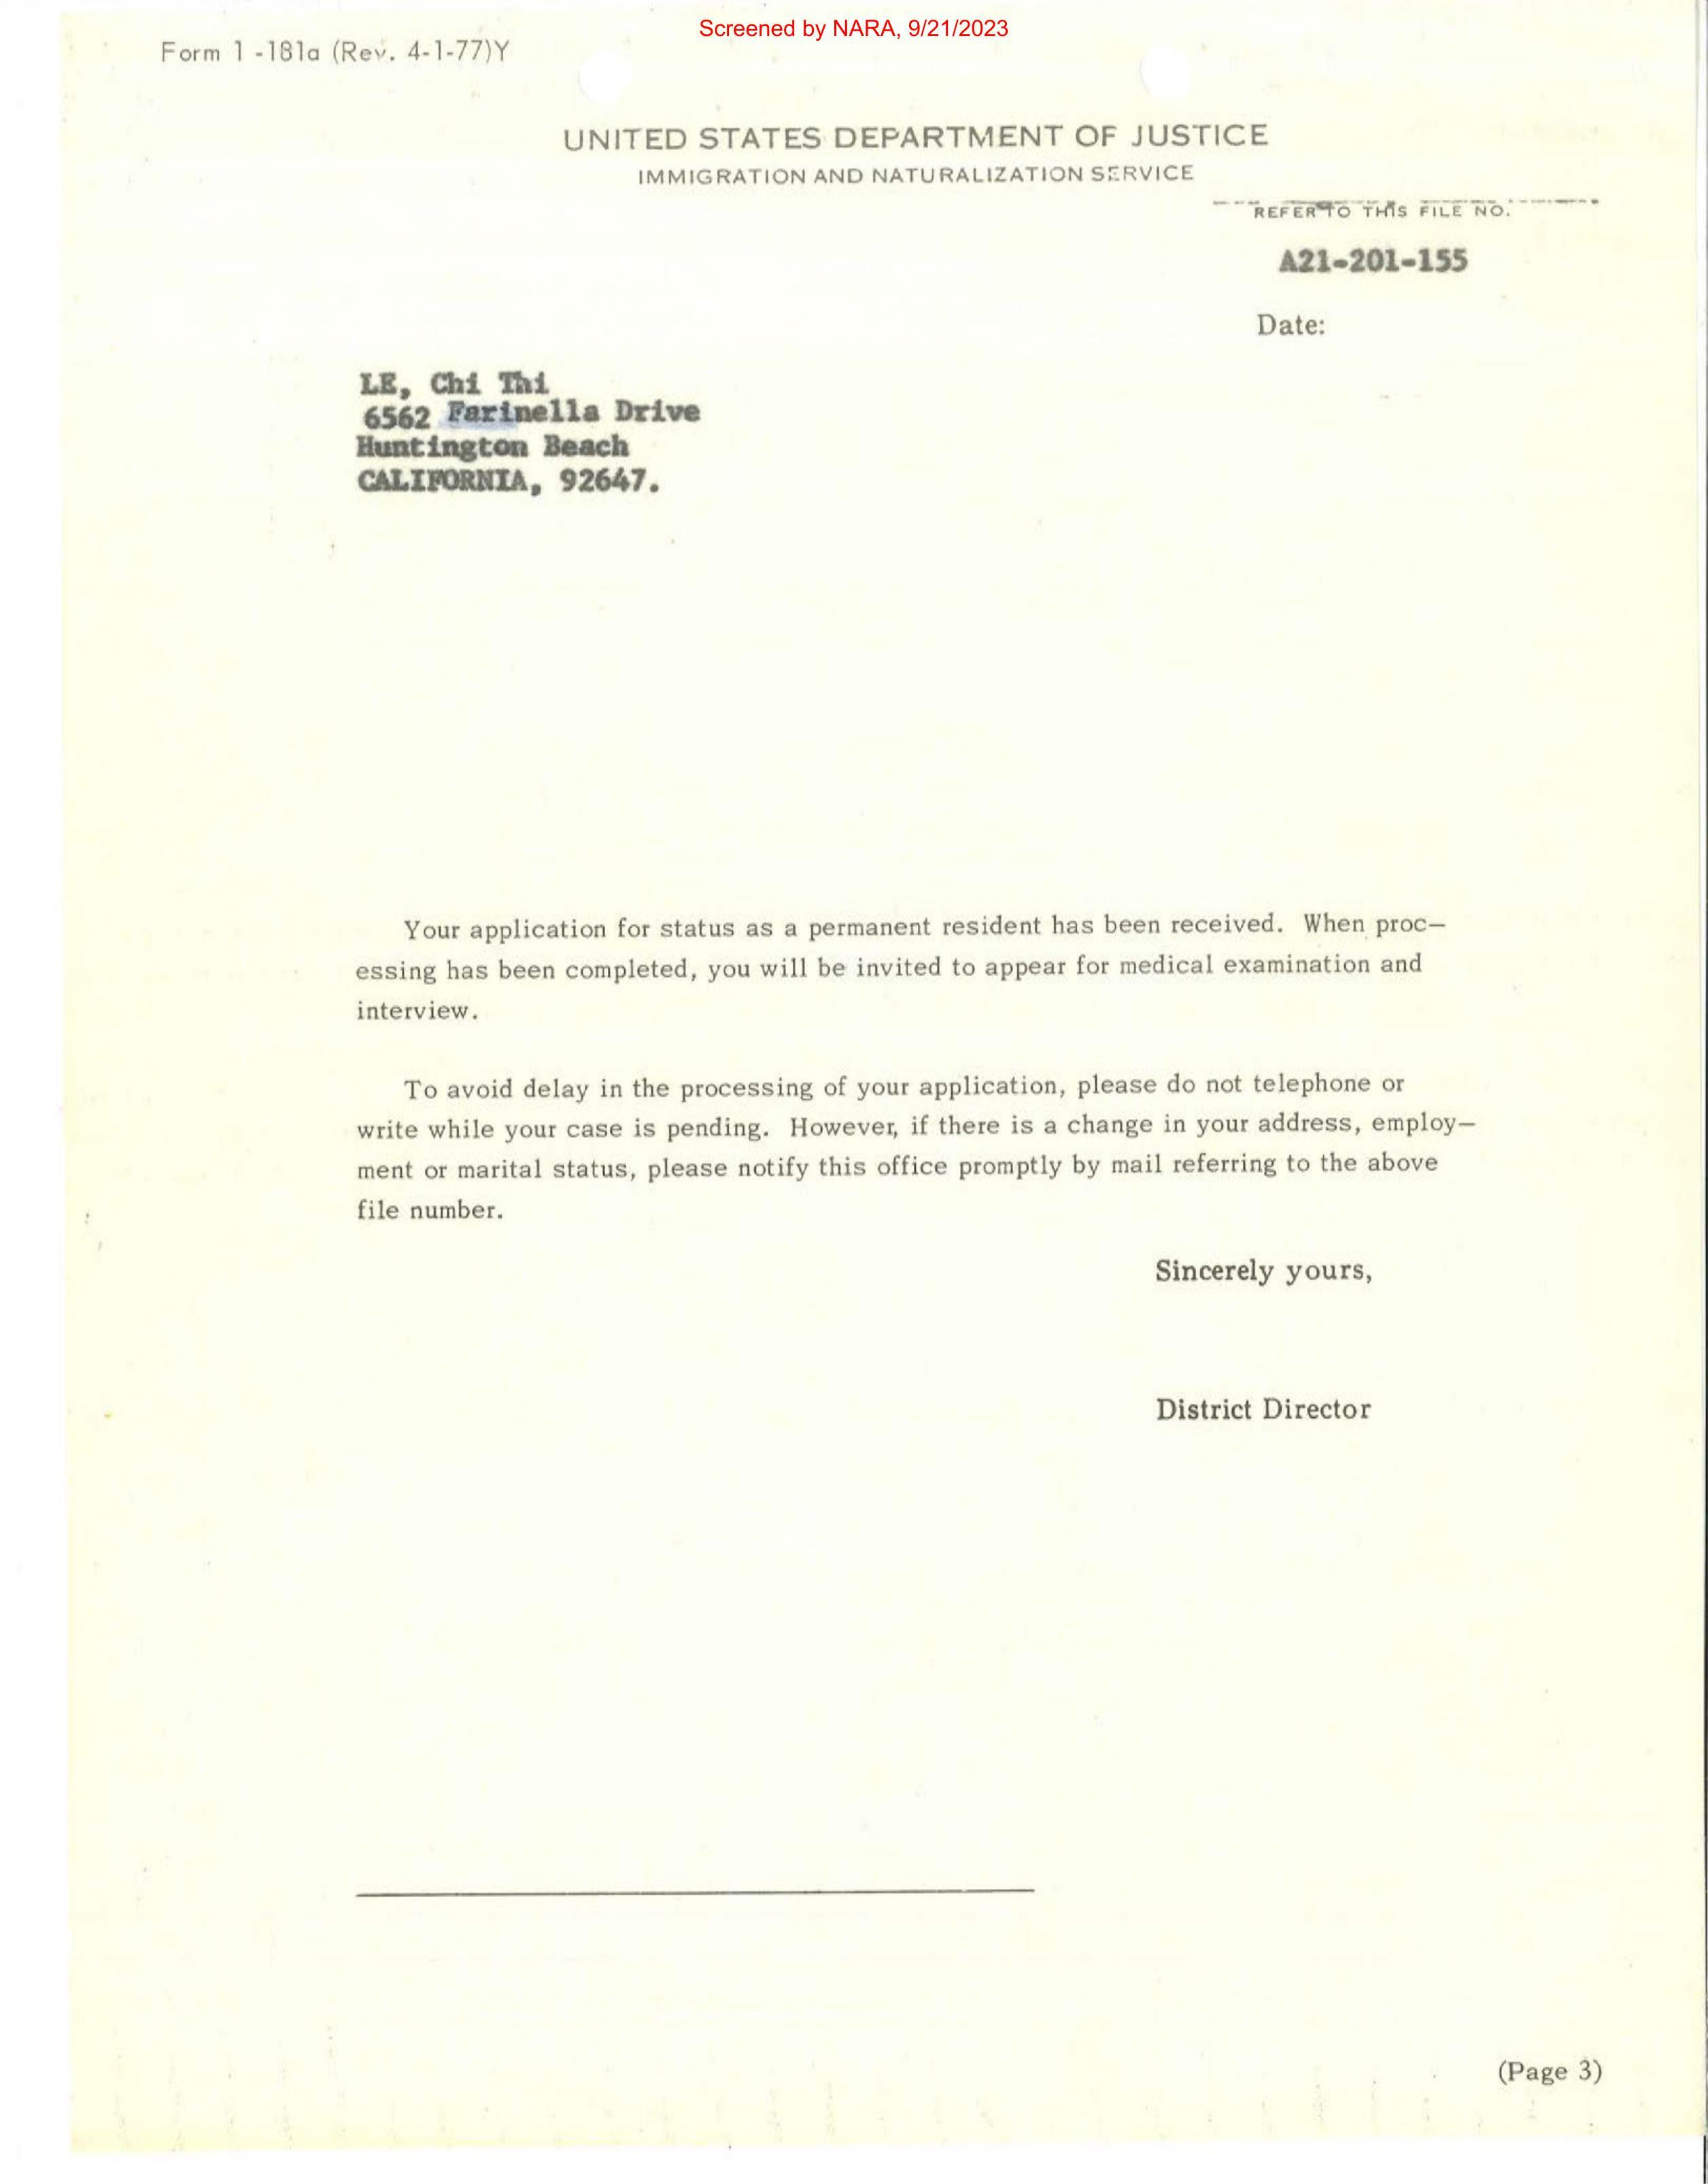 Screened by NARA, 9/21/2023
Form 1 -181a (Rev. 4-1-77)Y
UNITED STATES DEPARTMENT OF JUSTICE
IMMIGRATION AND NATURALIZATION SERVICE
REFER TO THIS FILE NO.
A21-201-155
Date:
LE, Chi Thi
6562 Farinella Drive
Huntington Beach
CALIFORNIA, 92647.
Your application for status as a permanent resident has been received. When proc–
essing has been completed, you will be invited to appear for medical examination and
interview.
To avoid delay in the processing of your application, please do not telephone or
write while your case is pending. However, if there is a change in your address, employ–
ment or marital status, please notify this office promptly by mail referring to the above
file number.
Sincerely yours,
District Director
(Page 3)